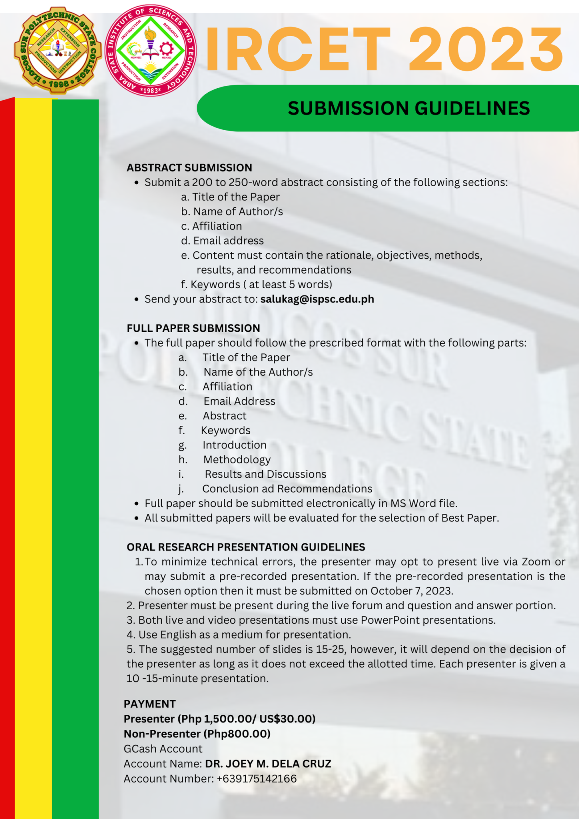 ILOCOS SUR POLYTECHNIC STATE COLLEGE
1998
ABRA STATE INSTITUTE OF SCIENCES AND TECHNOLOGY
*1983*
IRCET 2023
SUBMISSION GUIDELINES
ABSTRACT SUBMISSION
• Submit a 200 to 250-word abstract consisting of the following sections:
a. Title of the Paper
b. Name of Author/s
c. Affiliation
d. Email address
e. Content must contain the rationale, objectives, methods,
results, and recommendations
f. Keywords ( at least 5 words)
• Send your abstract to: salukag@ispsc.edu.ph
FULL PAPER SUBMISSION
• The full paper should follow the prescribed format with the following parts:
a. Title of the Paper
b. Name of the Author/s
c. Affiliation
d. Email Address
e. Abstract
f. Keywords
g. Introduction
h. Methodology
i. Results and Discussions
j. Conclusion ad Recommendations
• Full paper should be submitted electronically in MS Word file.
• All submitted papers will be evaluated for the selection of Best Paper.
ORAL RESEARCH PRESENTATION GUIDELINES
1. To minimize technical errors, the presenter may opt to present live via Zoom or
may submit a pre-recorded presentation. If the pre-recorded presentation is the
chosen option then it must be submitted on October 7, 2023.
2. Presenter must be present during the live forum and question and answer portion.
3. Both live and video presentations must use PowerPoint presentations.
4. Use English as a medium for presentation.
5. The suggested number of slides is 15-25, however, it will depend on the decision of
the presenter as long as it does not exceed the allotted time. Each presenter is given a
10 -15-minute presentation.
PAYMENT
Presenter (Php 1,500.00/ US$30.00)
Non-Presenter (Php800.00)
GCash Account
Account Name: DR. JOEY M. DELA CRUZ
Account Number: +639175142166